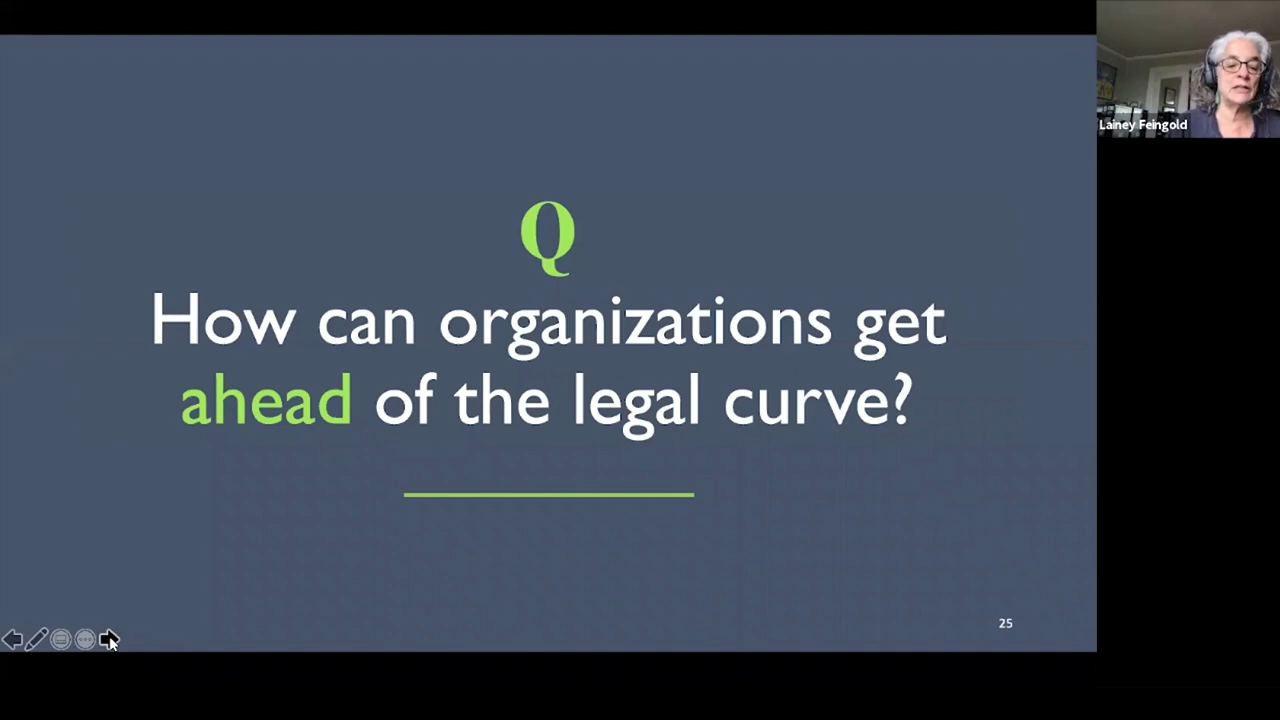 Q
How can organizations get
ahead of the legal curve?
25
Lainey Feingold